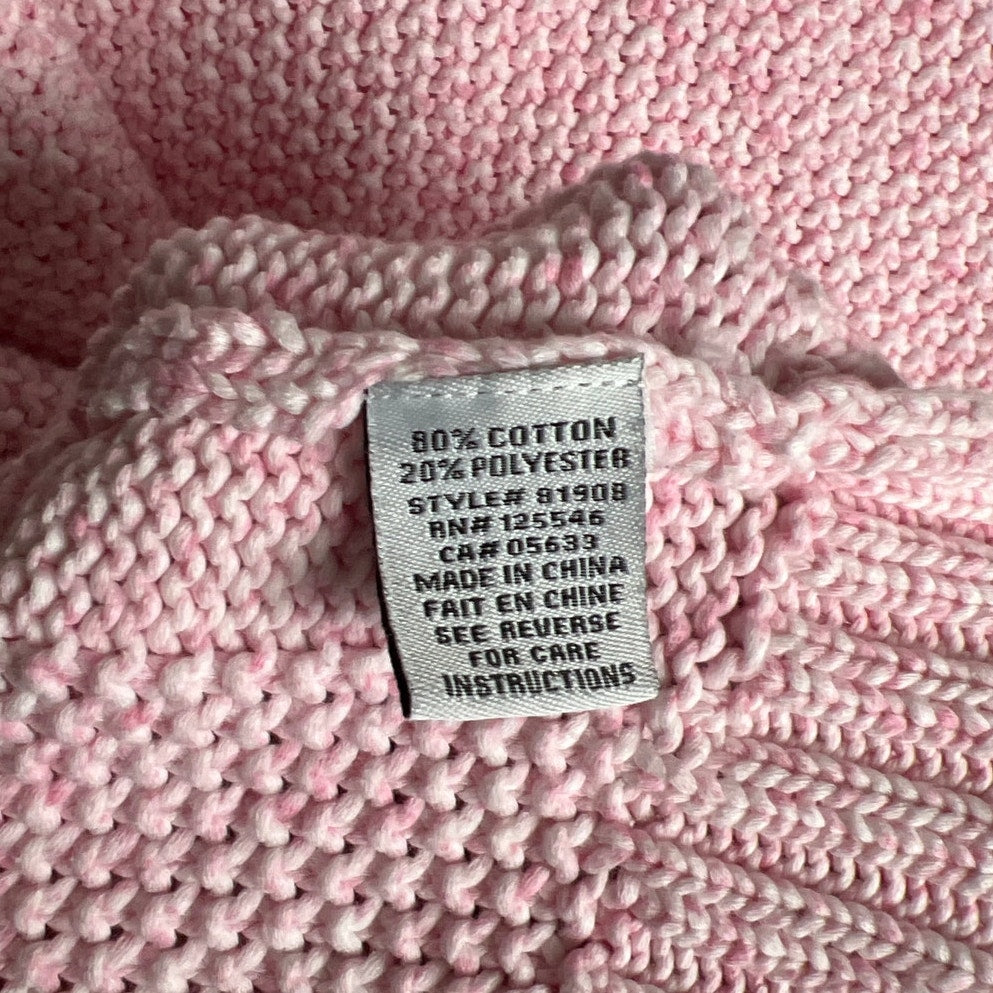 80% COTTON
20% POLYESTER
STYLE# 81908
RN# 125546
CA# 05633
MADE IN CHINA
FAIT EN CHINE
SEE REVERSE
FOR CARE
INSTRUCTIONS